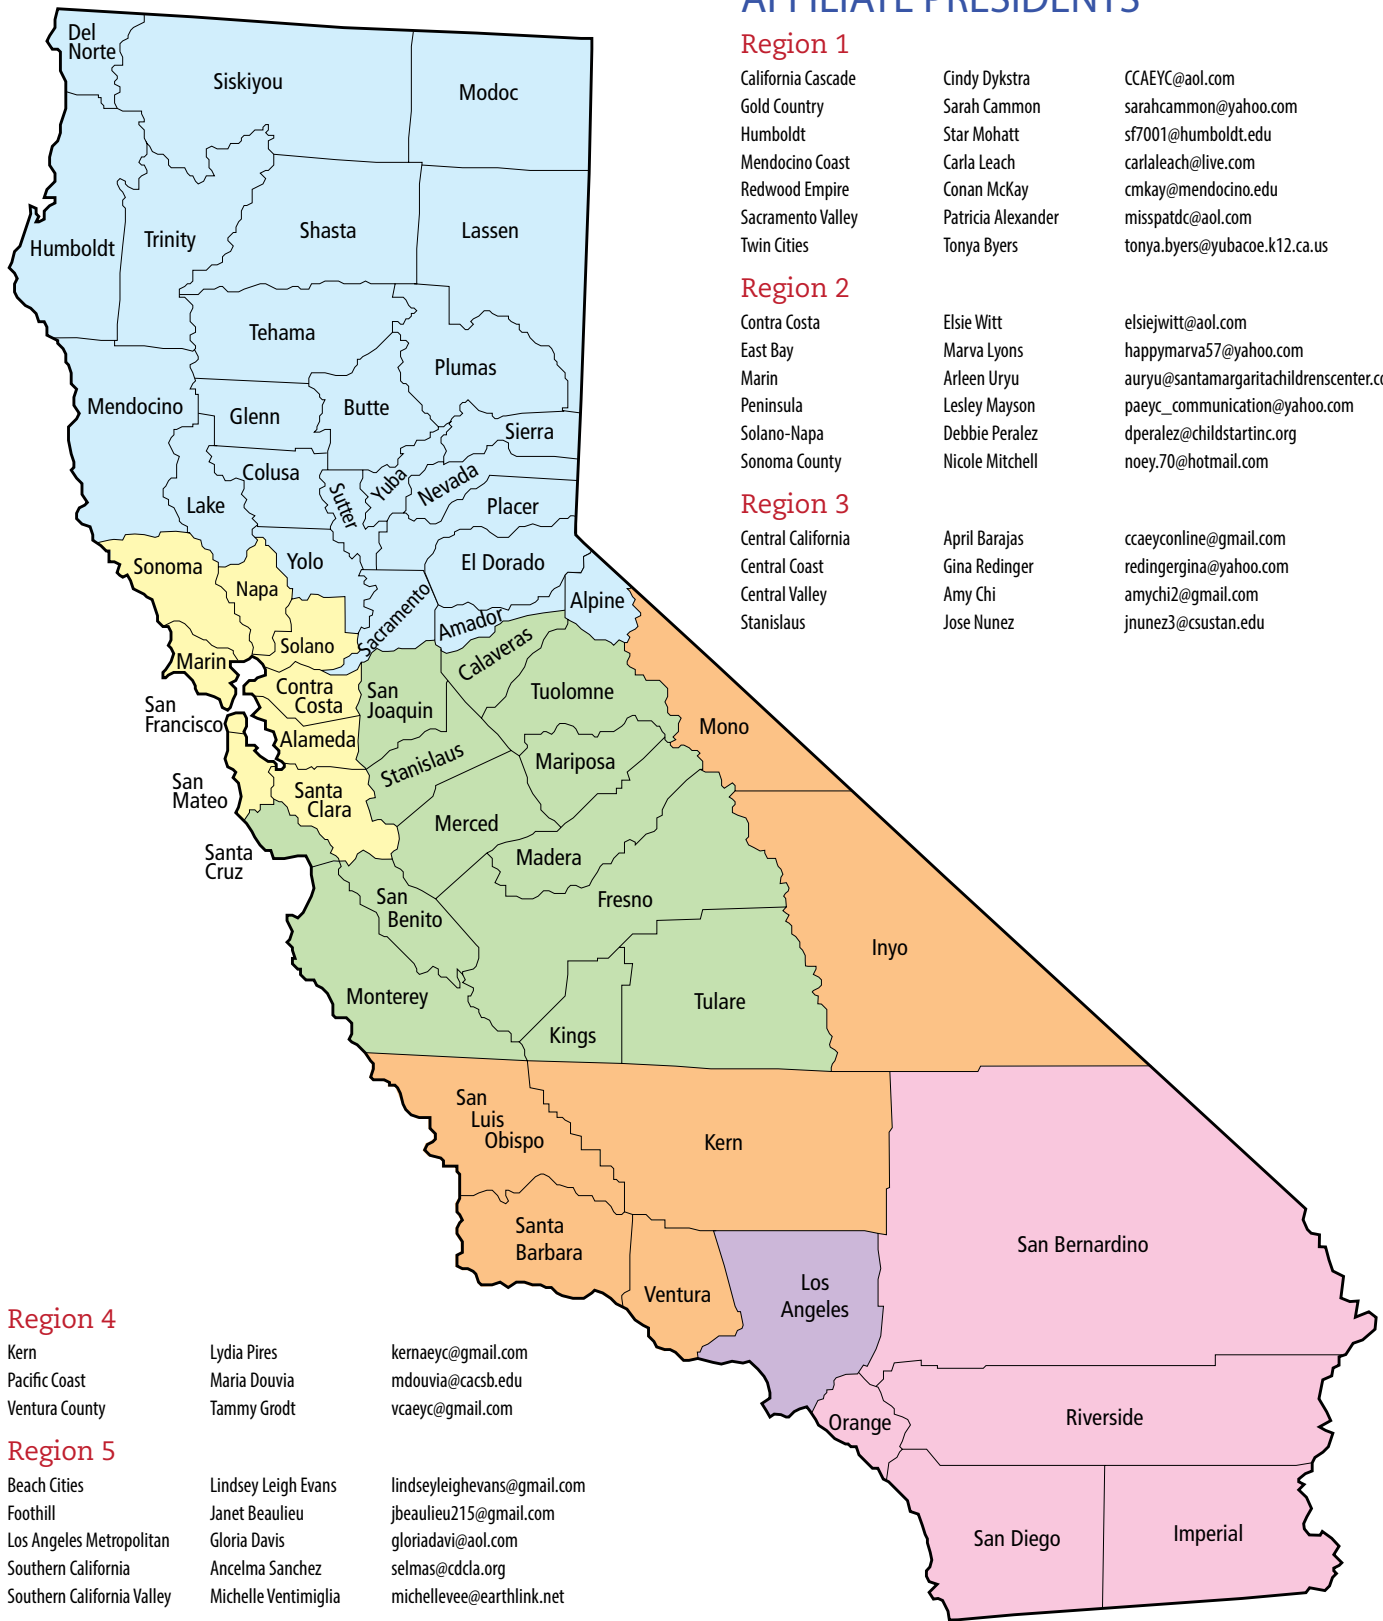 AFFILIATE PRESIDENTS
Region 1
California Cascade Cindy Dykstra CCAEYC@aol.com
Gold Country Sarah Cammon sarahcammon@yahoo.com
Humboldt Star Mohatt sf7001@humboldt.edu
Mendocino Coast Carla Leach carlaleach@live.com
Redwood Empire Conan McKay cmkay@mendocino.edu
Sacramento Valley Patricia Alexander misspatdc@aol.com
Twin Cities Tonya Byers tonya.byers@yubacoe.k12.ca.us
Region 2
Contra Costa Elsie Witt elsiejwitt@aol.com
East Bay Marva Lyons happymarva57@yahoo.com
Marin Arleen Uryu auryu@santamargaritachildrenscenter.co
Peninsula Lesley Mayson paeyc_communication@yahoo.com
Solano-Napa Debbie Peralez dperalez@childstartinc.org
Sonoma County Nicole Mitchell noey.70@hotmail.com
Region 3
Central California April Barajas ccaeyconline@gmail.com
Central Coast Gina Redinger redingergina@yahoo.com
Central Valley Amy Chi amychi2@gmail.com
Stanislaus Jose Nunez jnunez3@csustan.edu
Del
Norte
Siskiyou
Modoc
Humboldt
Trinity
Shasta
Lassen
Tehama
Plumas
Mendocino
Glenn
Butte
Sierra
Colusa
Sutter
Yuba
Nevada
Lake
Placer
Yolo
El Dorado
Sonoma
Napa
Sacramento
Amador
Alpine
Solano
Marin
Calaveras
Contra
Costa
San
Joaquin
Tuolomne
San
Francisco
Alameda
Mono
Stanislaus
Mariposa
San
Mateo
Santa
Clara
Merced
Santa
Cruz
Madera
San
Benito
Fresno
Inyo
Monterey
Tulare
Kings
San
Luis
Obispo
Kern
Santa
Barbara
San Bernardino
Ventura
Los
Angeles
Orange
Riverside
San Diego
Imperial
Region 4
Kern Lydia Pires kernaeyc@gmail.com
Pacific Coast Maria Douvia mdouvia@cacsb.edu
Ventura County Tammy Grodt vcaeyc@gmail.com
Region 5
Beach Cities Lindsey Leigh Evans lindseyleighevans@gmail.com
Foothill Janet Beaulieu jbeaulieu215@gmail.com
Los Angeles Metropolitan Gloria Davis gloriadavi@aol.com
Southern California Ancelma Sanchez selmas@cdcla.org
Southern California Valley Michelle Ventimiglia michellevee@earthlink.net